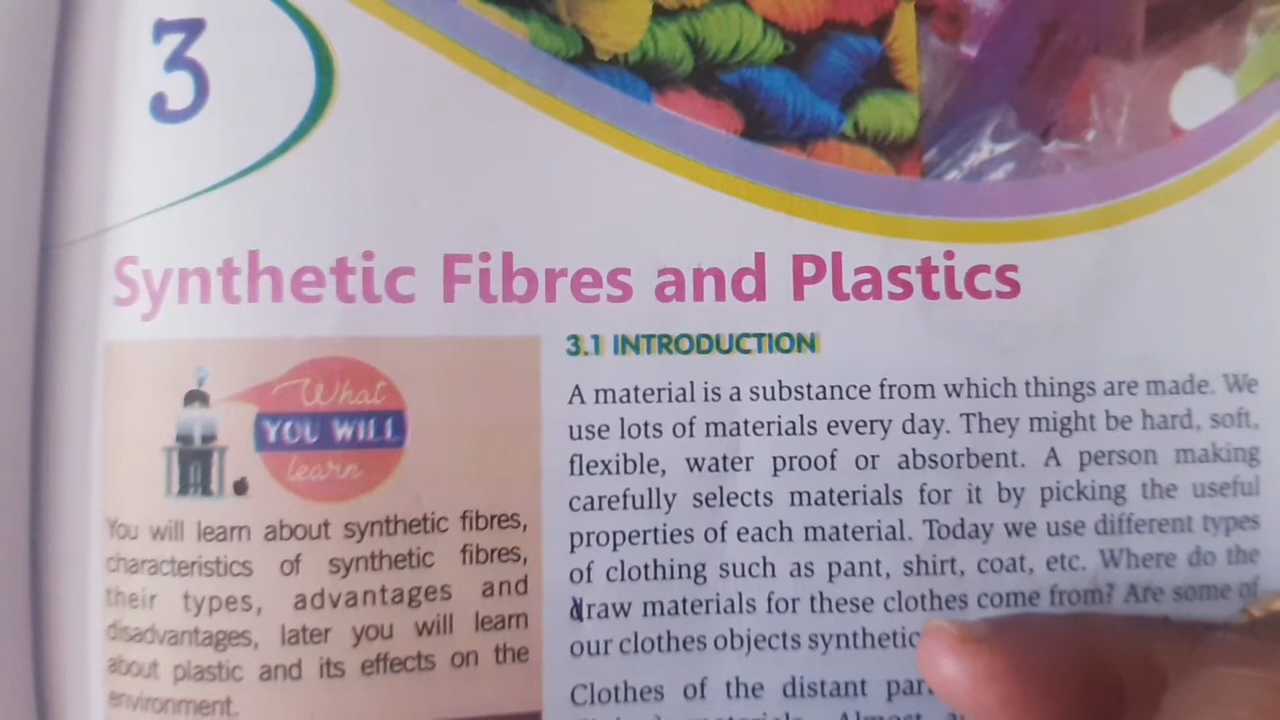 3
Synthetic Fibres and Plastics
What
YOU WILL
learn
You will learn about synthetic fibres,
characteristics of synthetic fibres,
their types, advantages and
disadvantages, later you will learn
about plastic and its effects on the
environment.
3.1 INTRODUCTION
A material is a substance from which things are made. We
use lots of materials every day. They might be hard, soft,
flexible, water proof or absorbent. A person making
carefully selects materials for it by picking the useful
properties of each material. Today we use different types
of clothing such as pant, shirt, coat, etc. Where do the
draw materials for these clothes come from? Are some of
our clothes objects synthetic
Clothes of the distant